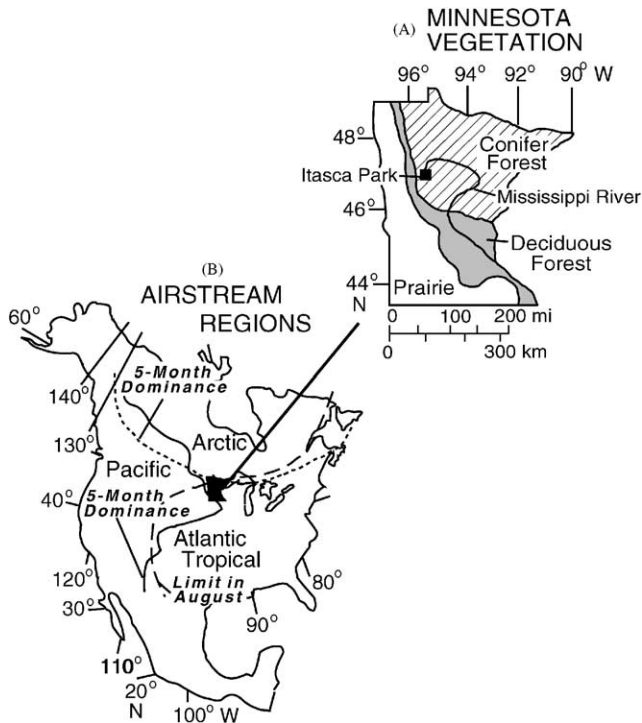 (A) MINNESOTA
VEGETATION
96° 94° 92° 90° W
48°
Conifer
Forest
Itasca Park
Mississippi River
46°
Deciduous
Forest
44°
N
Prairie
0 100 200 mi
0 300 km
(B)
AIRSTREAM
REGIONS
60°
140°
130°
5-Month
Dominance
Arctic
Pacific
40°
5-Month
Dominance
Atlantic
Tropical
Limit in
August
120°
30°
80°
90°
110°
20°
N
100° W